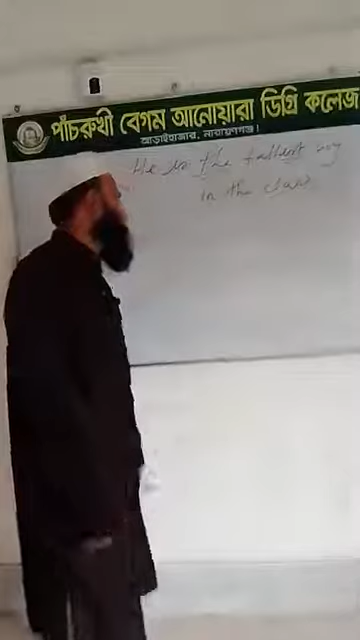 পাঁচরুখী বেগম আনোয়ারা ডিগ্রি কলেজ
আড়াইহাজার, নারায়ণগঞ্জ।
He is the tallest boy
in the class